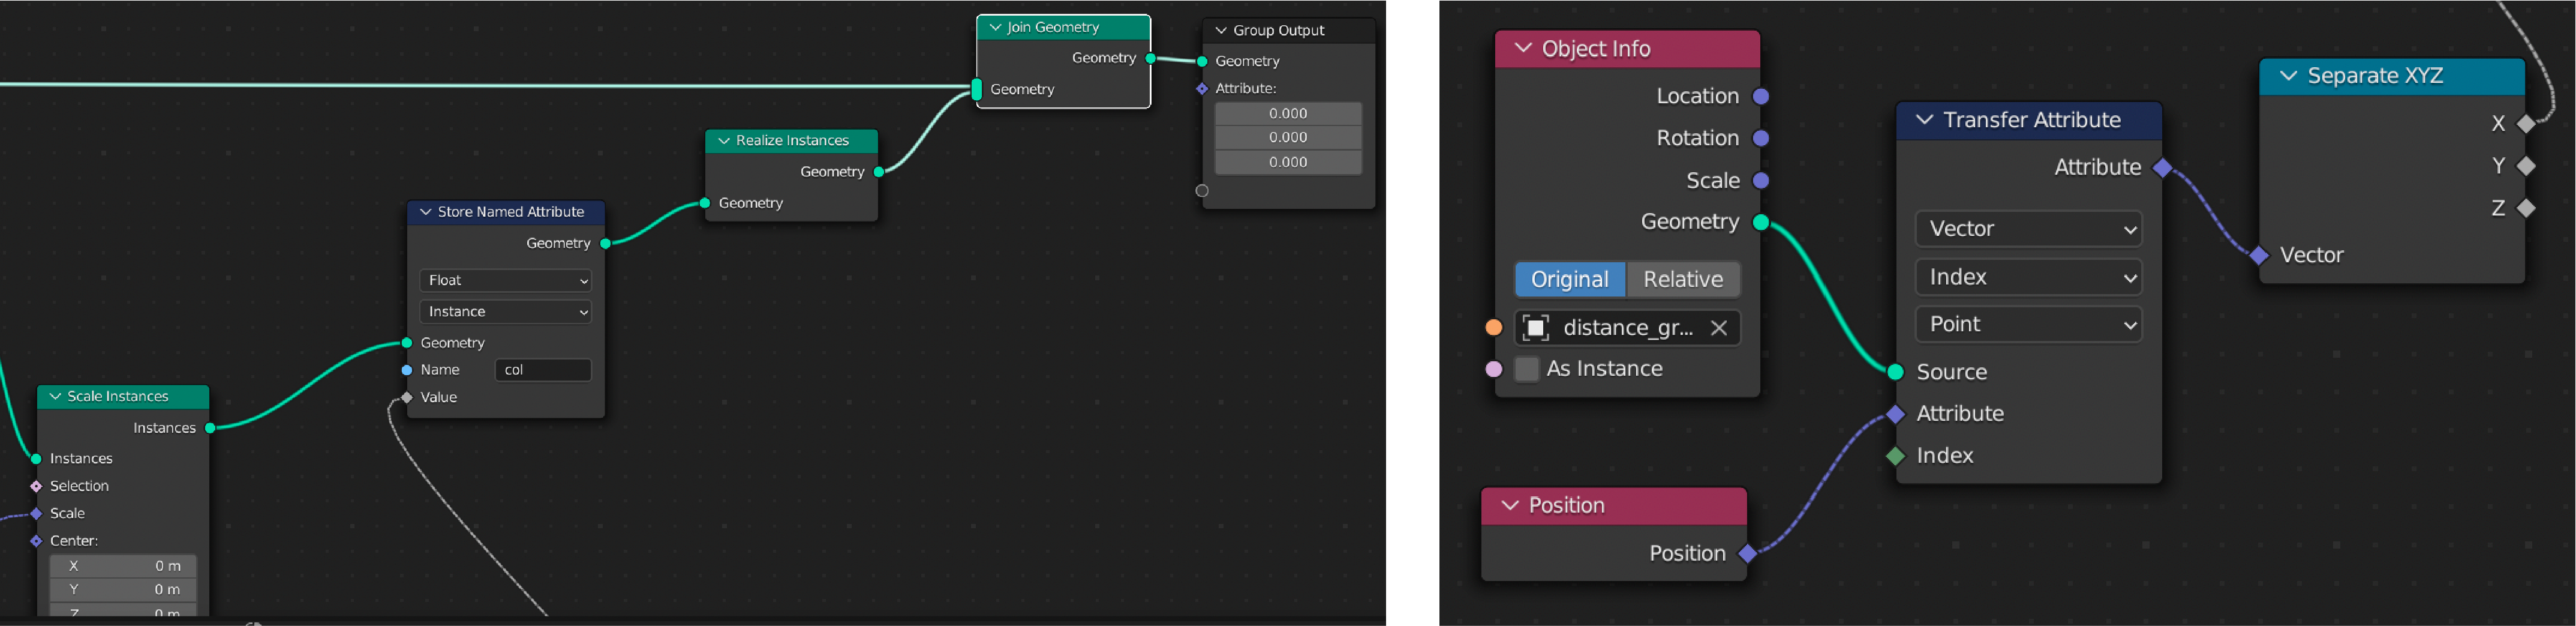 Join Geometry
Geometry
Geometry
Group Output
Geometry
Attribute:
0.000
0.000
0.000
Realize Instances
Geometry
Geometry
Store Named Attribute
Geometry
Float
Instance
Geometry
Name col
Value
Scale Instances
Instances
Instances
Selection
Scale
Center:
X 0 m
Y 0 m
Z 0 m
Object Info
Location
Rotation
Scale
Geometry
Original Relative
distance_gr...
As Instance
Position
Position
Transfer Attribute
Attribute
Vector
Index
Point
Source
Attribute
Index
Separate XYZ
X
Y
Z
Vector